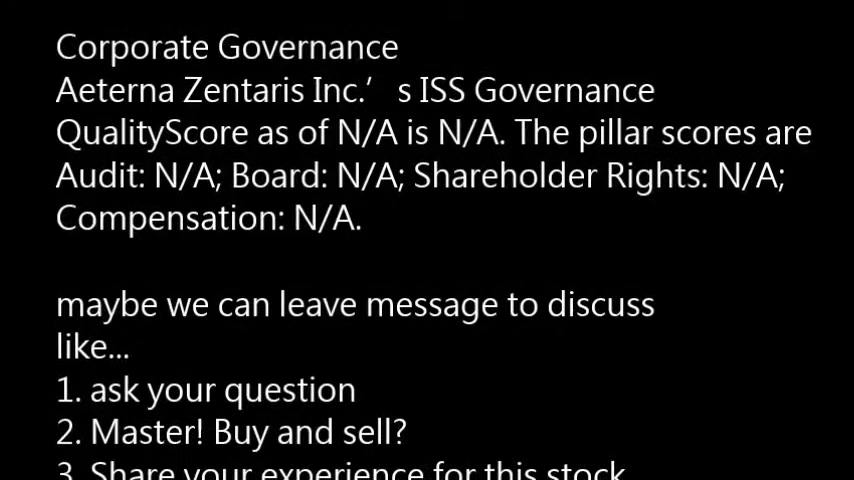 Corporate Governance
Aeterna Zentaris Inc.’ s ISS Governance
QualityScore as of N/A is N/A. The pillar scores are
Audit: N/A; Board: N/A; Shareholder Rights: N/A;
Compensation: N/A.
maybe we can leave message to discuss
like...
1. ask your question
2. Master! Buy and sell?
3. Share your experience for this stock